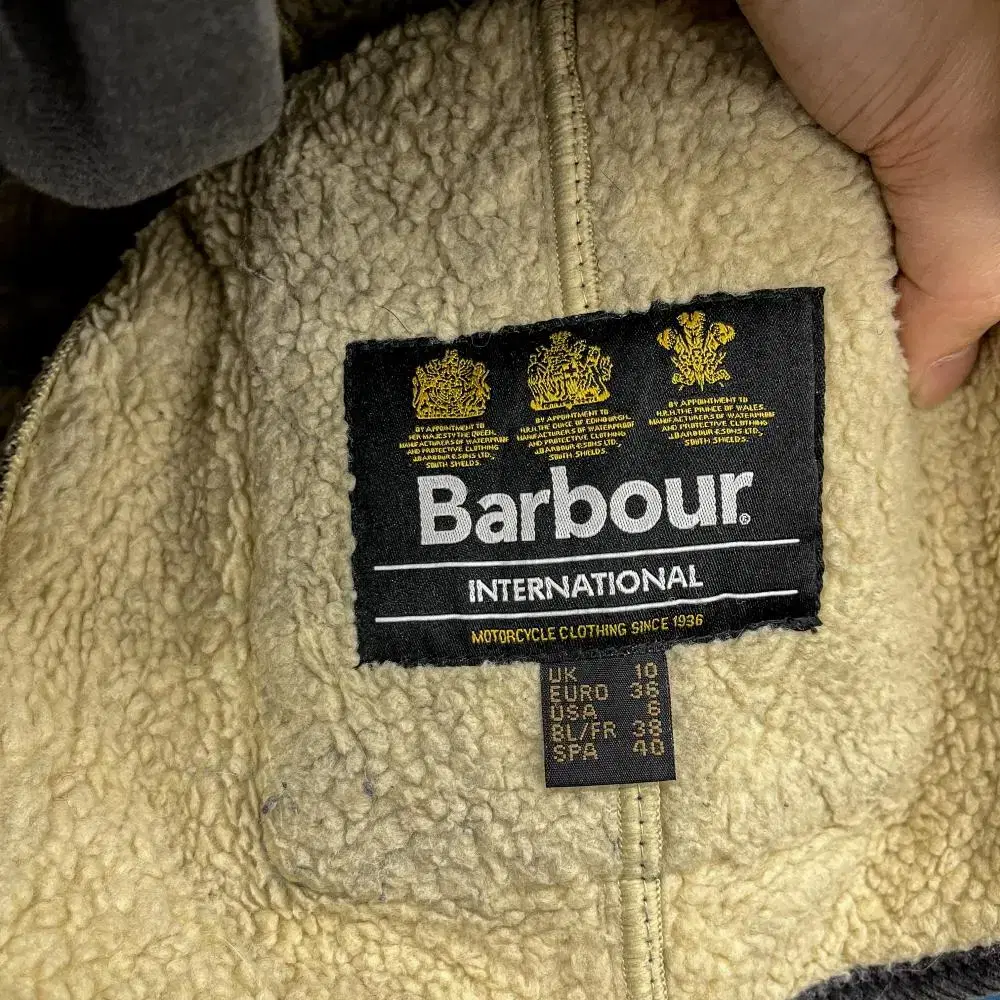 BY APPOINTMENT TO
HER MAJESTY THE QUEEN,
MANUFACTURERS OF WATERPROOF
AND PROTECTIVE CLOTHING
J.BARBOUR & SONS LTD.,
SOUTH SHIELDS.
BY APPOINTMENT TO
H.R.H. THE DUKE OF EDINBURGH,
MANUFACTURERS OF WATERPROOF
AND PROTECTIVE CLOTHING
J.BARBOUR & SONS LTD.,
SOUTH SHIELDS.
BY APPOINTMENT TO
H.R.H. THE PRINCE OF WALES,
MANUFACTURERS OF WATERPROOF
AND PROTECTIVE CLOTHING
J.BARBOUR & SONS LTD.,
SOUTH SHIELDS.
Barbour®
INTERNATIONAL
MOTORCYCLE CLOTHING SINCE 1936
UK 10
EURO 36
USA 6
BL/FR 38
SPA 40